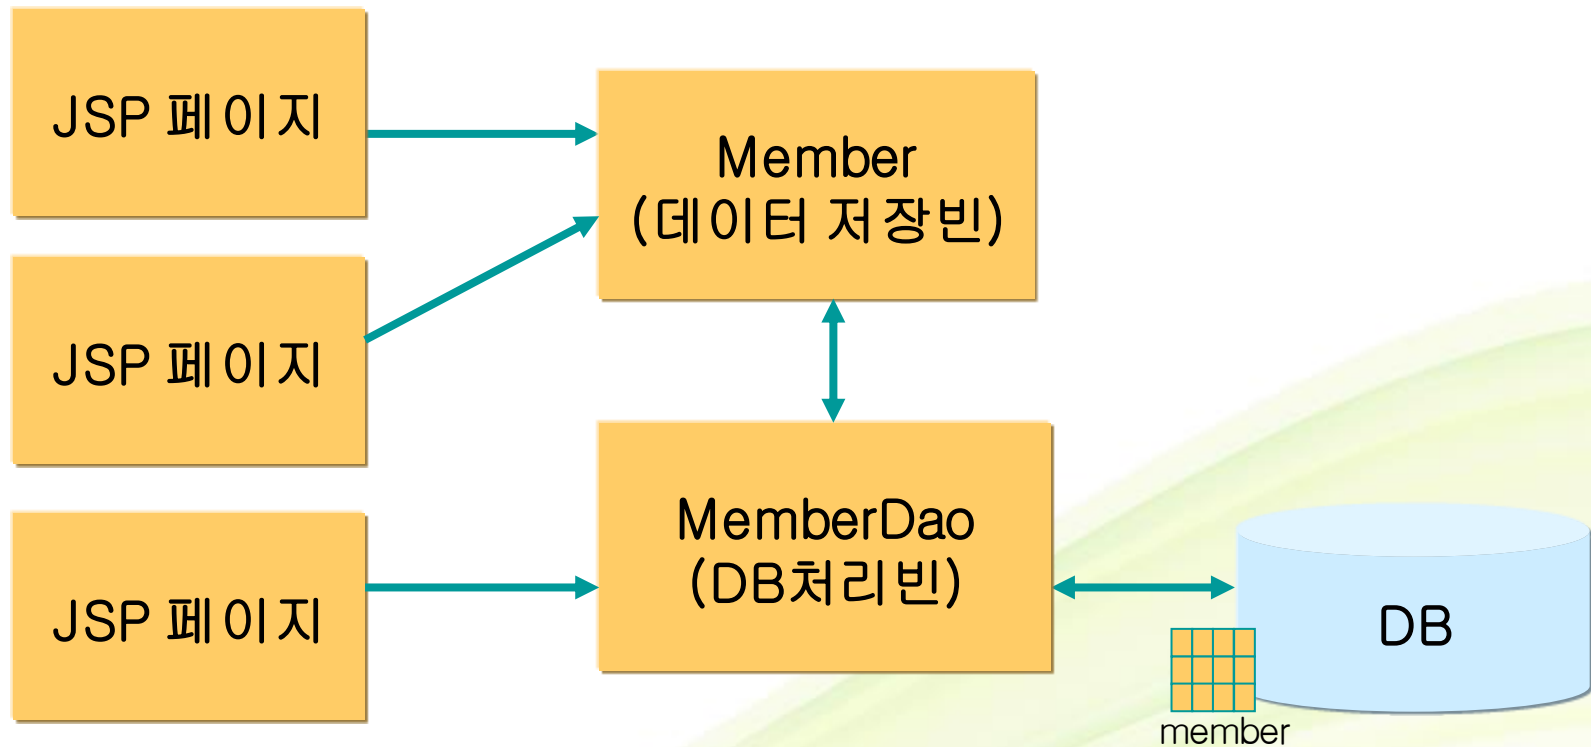 JSP 페이지
JSP 페이지
JSP 페이지
Member
(데이터 저장빈)
MemberDao
(DB처리빈)
DB
member